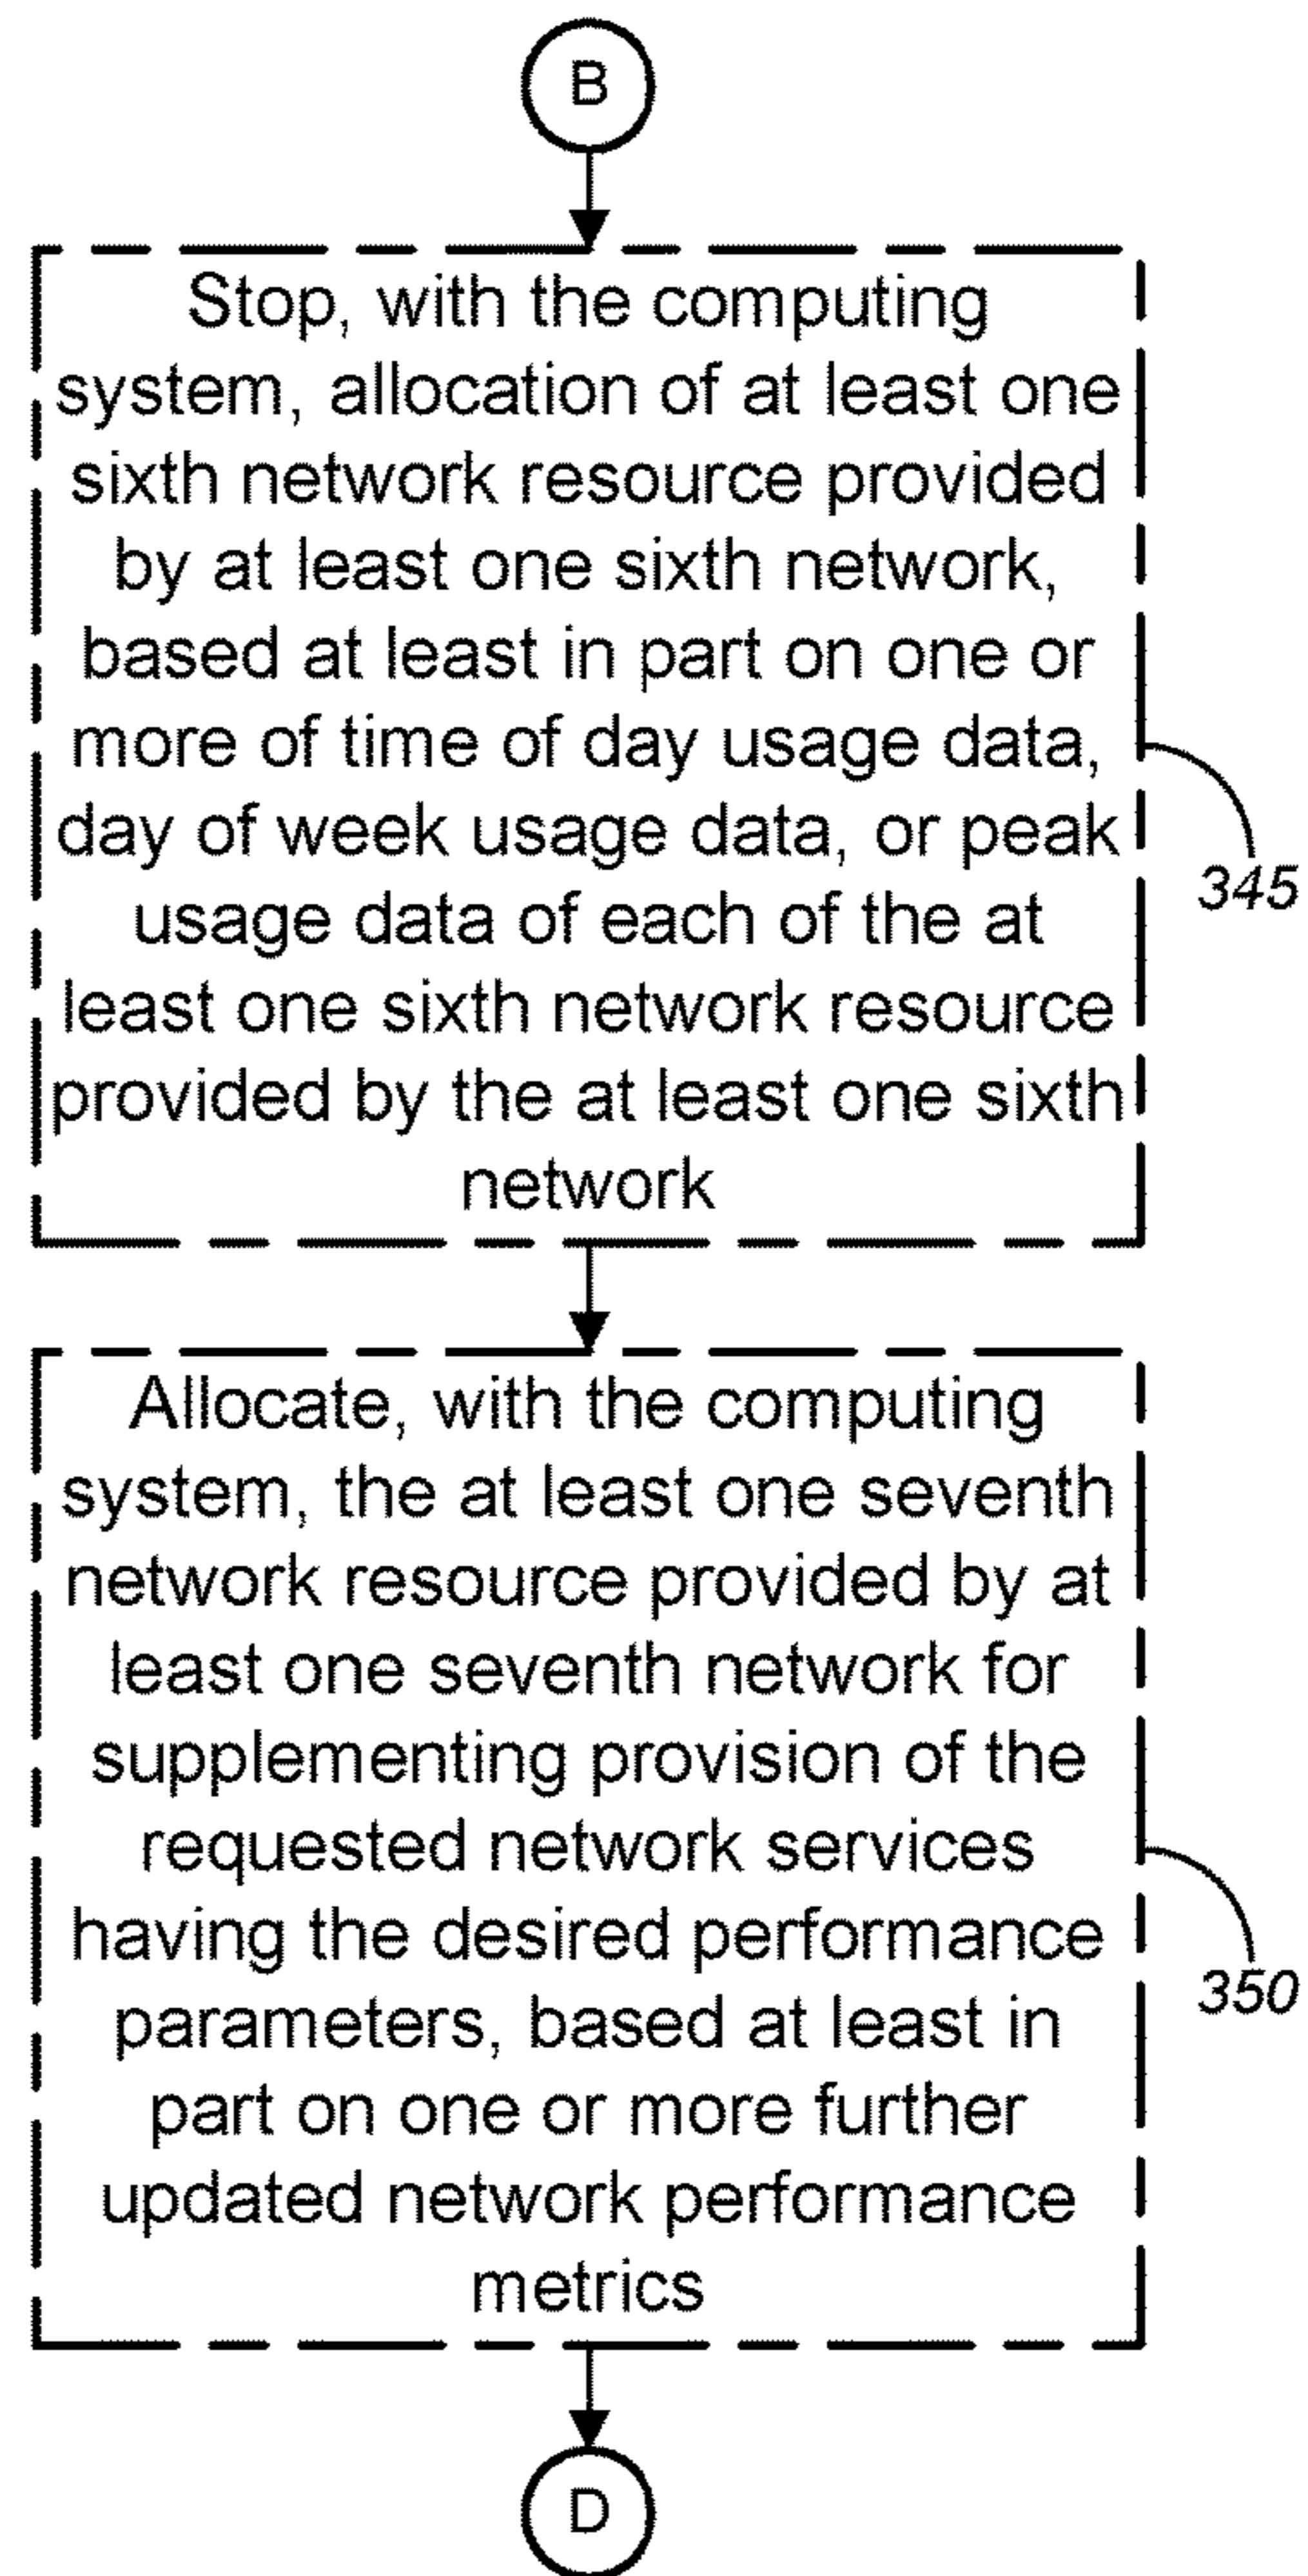 B
Stop, with the computing
system, allocation of at least one
sixth network resource provided
by at least one sixth network,
based at least in part on one or
more of time of day usage data,
day of week usage data, or peak
usage data of each of the at
least one sixth network resource
provided by the at least one sixth
network
345
Allocate, with the computing
system, the at least one seventh
network resource provided by at
least one seventh network for
supplementing provision of the
requested network services
having the desired performance
parameters, based at least in
part on one or more further
updated network performance
metrics
350
D